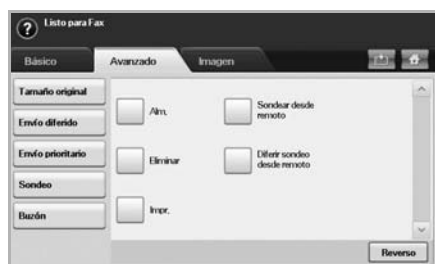 Listo para Fax
Básico
Avanzado
Imagen
Tamaño original
Envío diferido
Envío prioritario
Sondeo
Buzón
Alm.
Eliminar
Impr.
Sondear desde
remoto
Diferir sondeo
desde remoto
Reverso